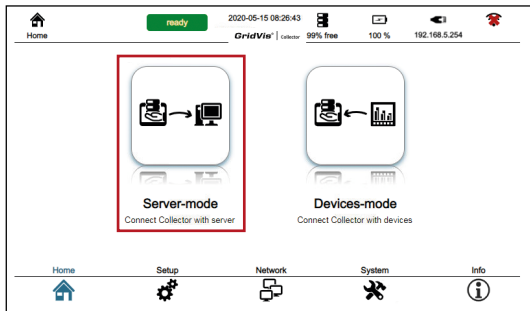 Home
ready
2020-05-15 08:26:43
GridVis® | Collector
99% free
100 %
192.168.5.254
Server-mode
Connect Collector with server
Devices-mode
Connect Collector with devices
Home
Setup
Network
System
Info